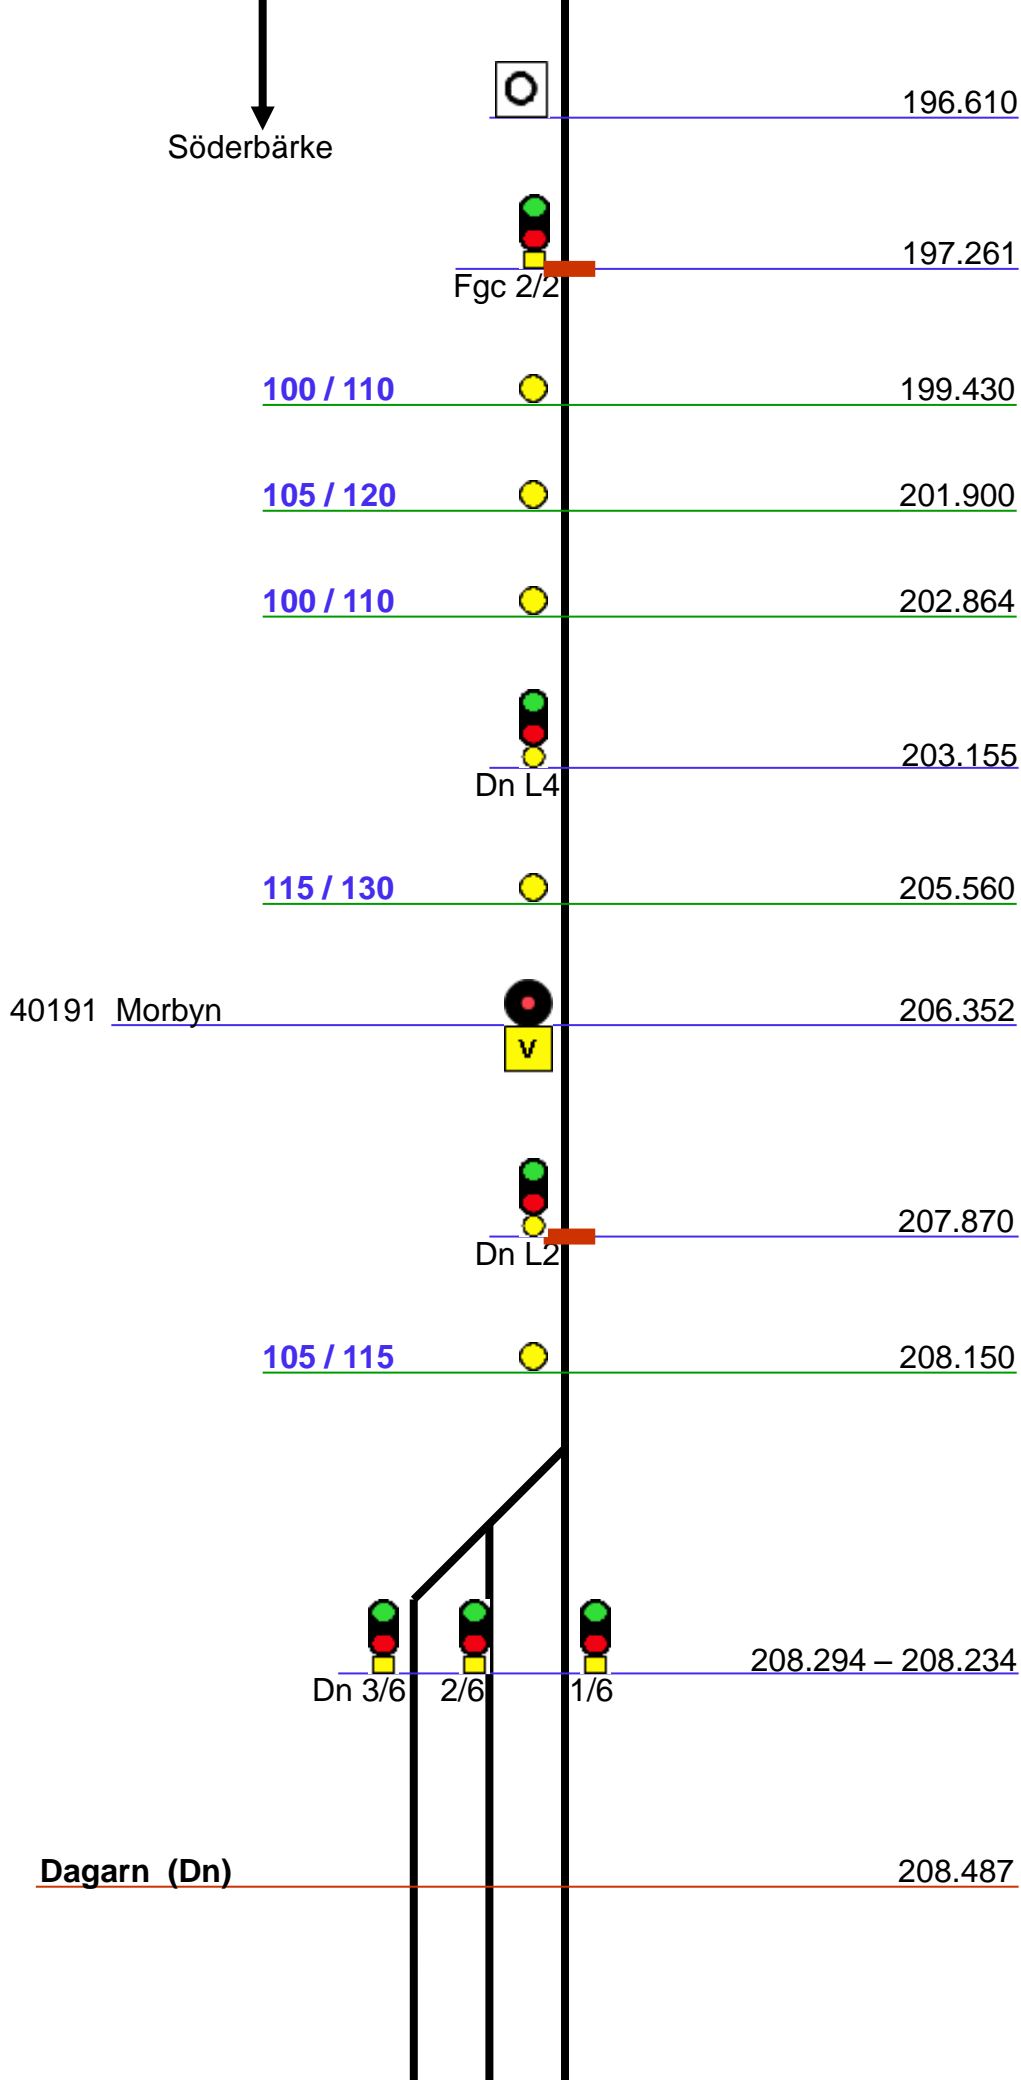 O
196.610
Söderbärke
197.261
Fgc 2/2
100 / 110 199.430
105 / 120 201.900
100 / 110 202.864
203.155
Dn L4
115 / 130 205.560
40191 Morbyn 206.352
V
207.870
Dn L2
105 / 115 208.150
208.294 – 208.234
Dn 3/6 2/6 1/6
Dagarn (Dn) 208.487